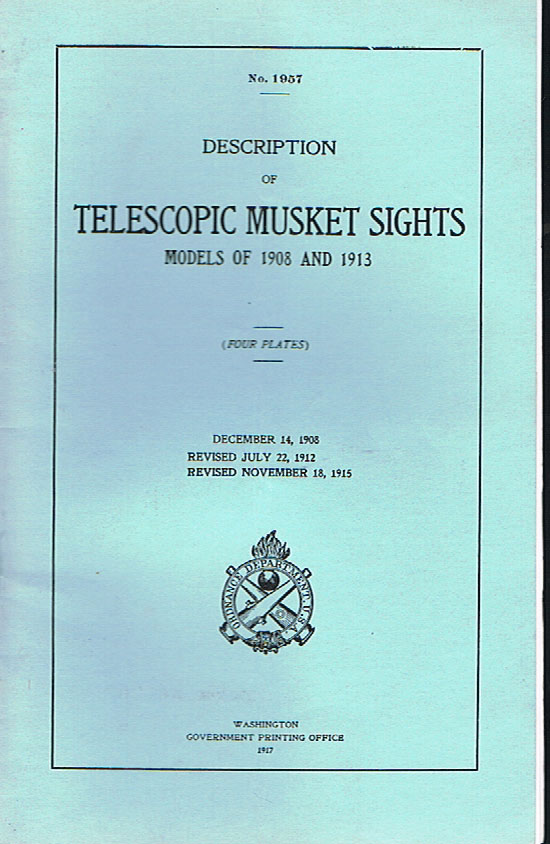 No. 1957
DESCRIPTION
OF
TELESCOPIC MUSKET SIGHTS
MODELS OF 1908 AND 1913
(FOUR PLATES)
DECEMBER 14, 1908
REVISED JULY 22, 1912
REVISED NOVEMBER 18, 1915
ORDNANCE DEPARTMENT, U.S.A.
WASHINGTON
GOVERNMENT PRINTING OFFICE
1917